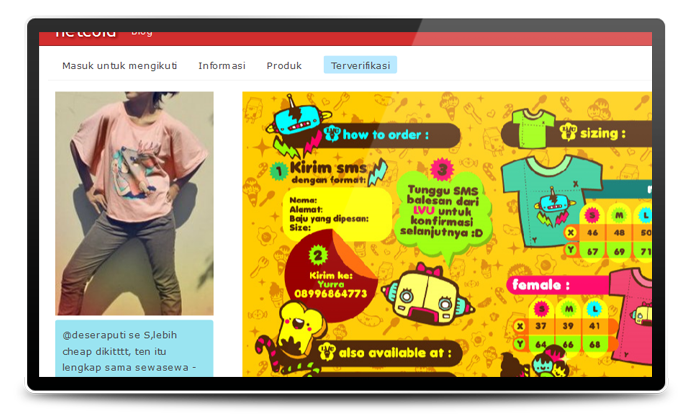 netcoid blog
Masuk untuk mengikuti Informasi Produk Terverifikasi
how to order :
1 Kirim sms
dengan format:
Nama:
Alamat:
Baju yang dipesan:
Size:
2
Kirim ke:
Yurra
08996864773
3
Tunggu SMS
balesan dari
LVU untuk
konfirmasi
selanjutnya :D
also available at :
sizing :
S M L
X 46 48 50
Y 67 69 71
female :
S M L
X 37 39 41
Y 64 66 68
@deseraputi se S,lebih
cheap dikitttt, ten itu
lengkap sama sewasewa -